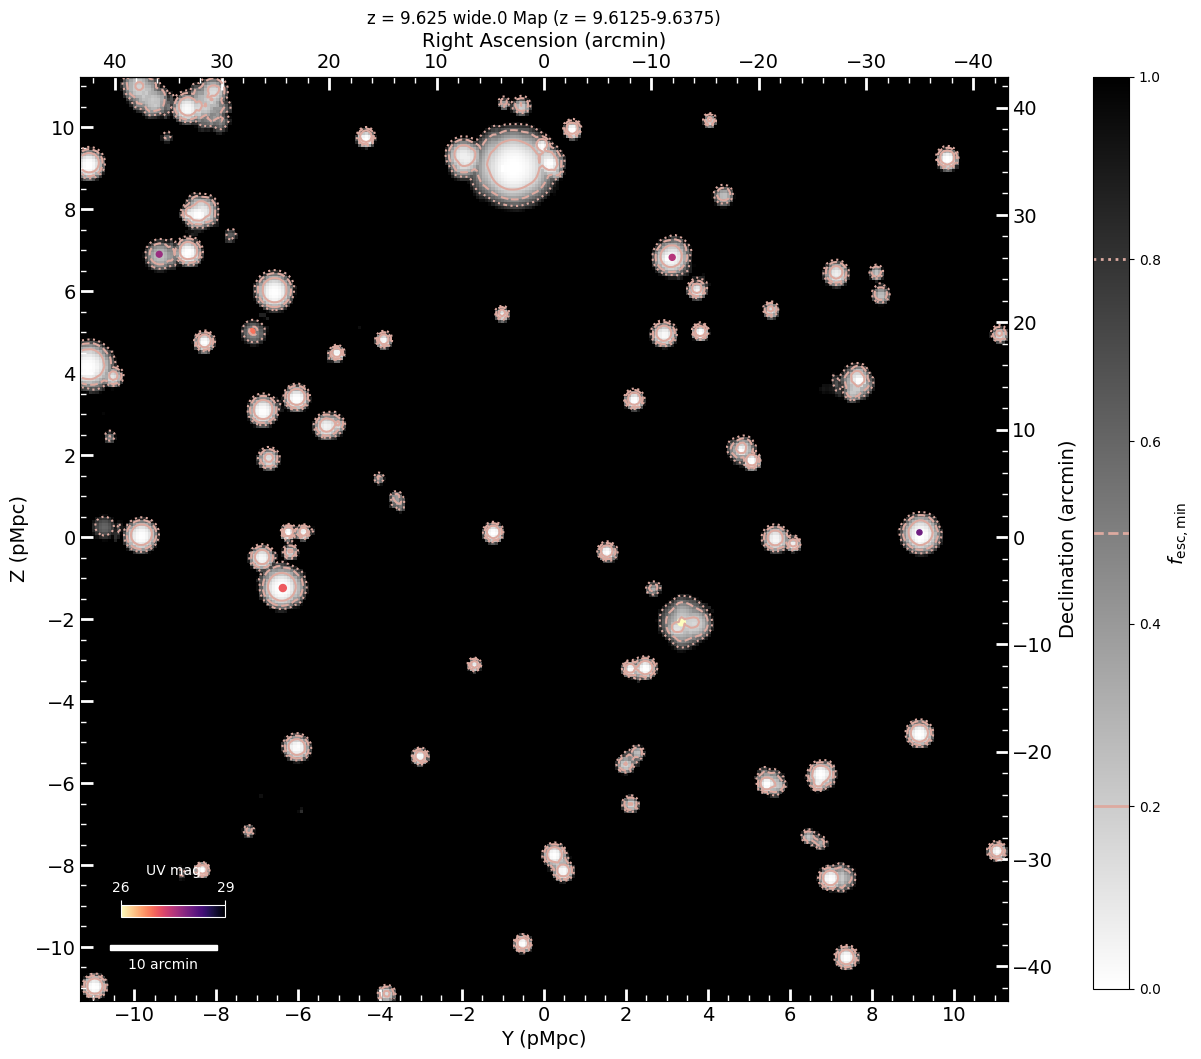 z = 9.625 wide.0 Map (z = 9.6125-9.6375)
Right Ascension (arcmin)
40 30 20 10 0 −10 −20 −30 −40
1.0
10 40
8 30
0.8
6
20
4
0.6
10
2
Z (pMpc)
0 0
Declination (arcmin)
fesc,min
−2
−10
0.4
−4
−20
−6
0.2
−8 −30
UV mag
26 29
−10 −40
10 arcmin
0.0
−10 −8 −6 −4 −2 0 2 4 6 8 10
Y (pMpc)